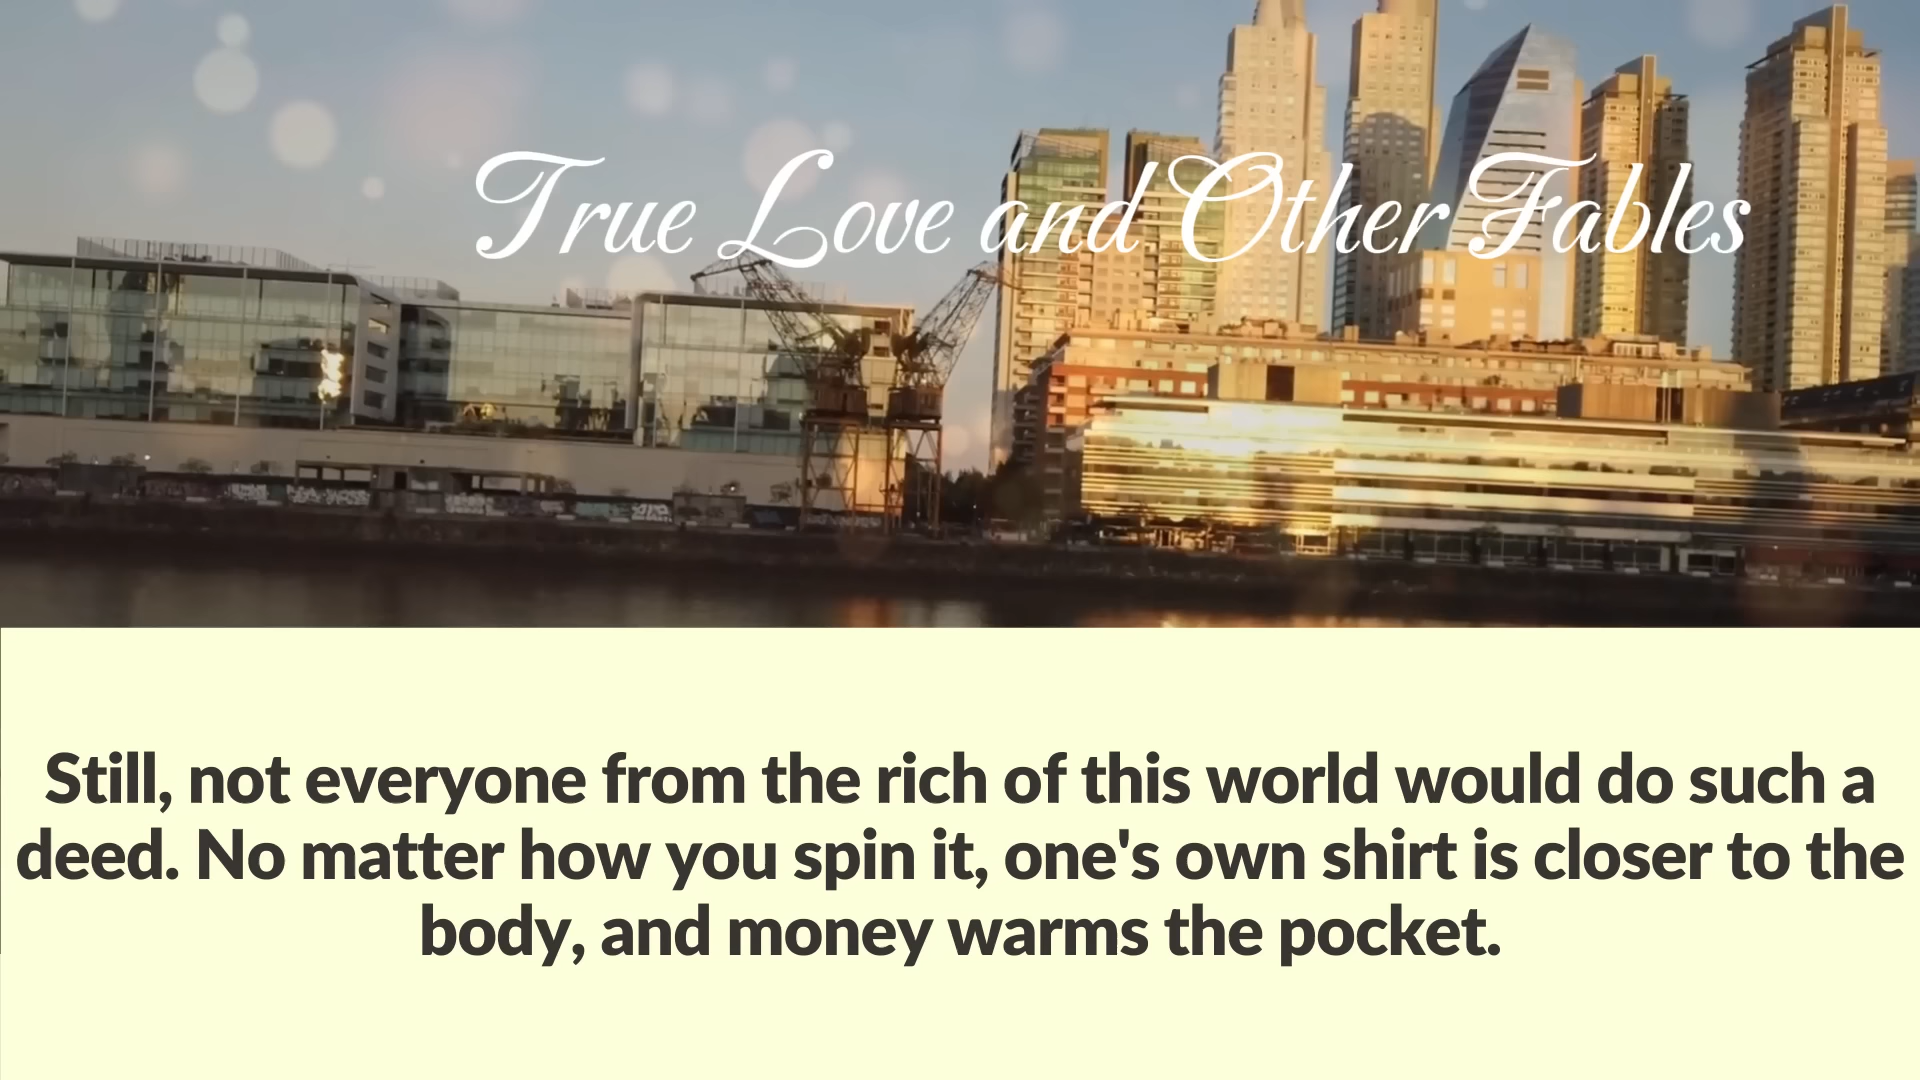 True Love and Other Fables
Still, not everyone from the rich of this world would do such a
deed. No matter how you spin it, one's own shirt is closer to the
body, and money warms the pocket.